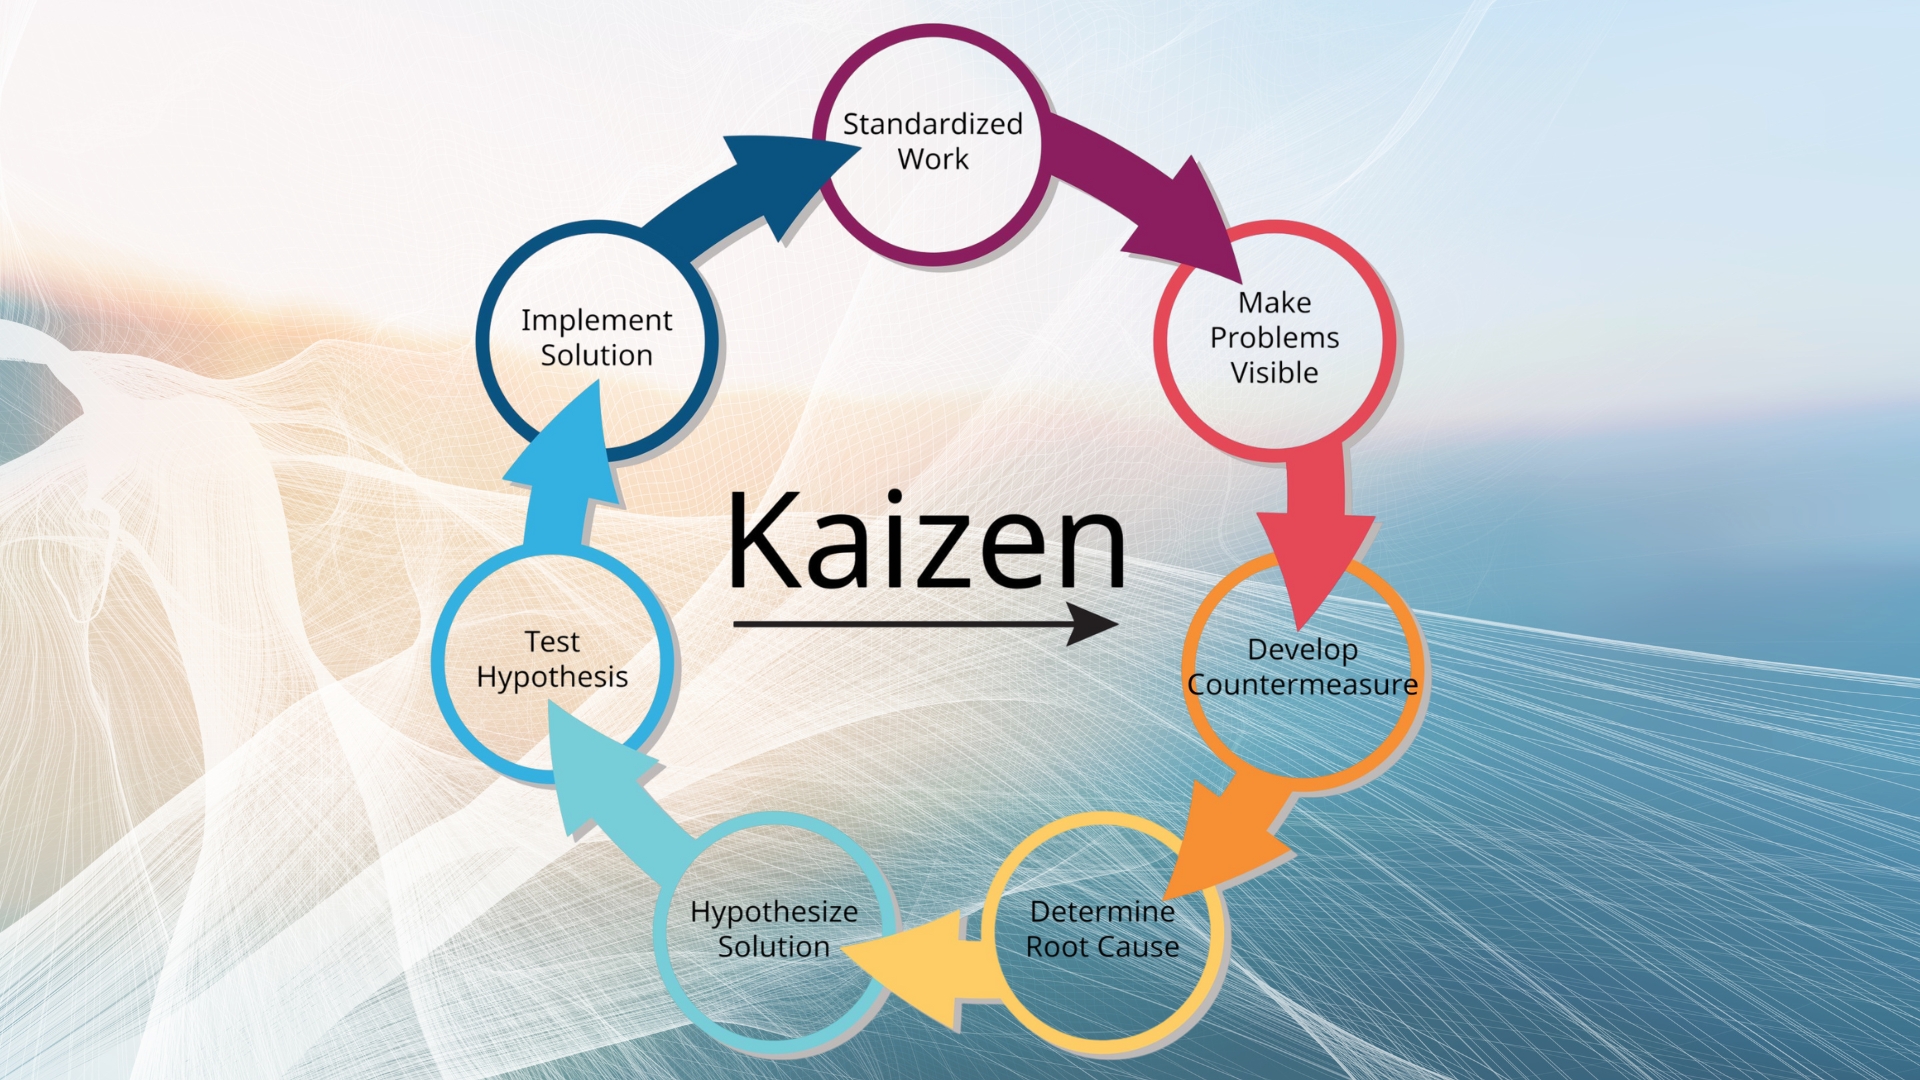 Standardized
Work
Make
Problems
Visible
Develop
Countermeasure
Determine
Root Cause
Hypothesize
Solution
Test
Hypothesis
Implement
Solution
Kaizen